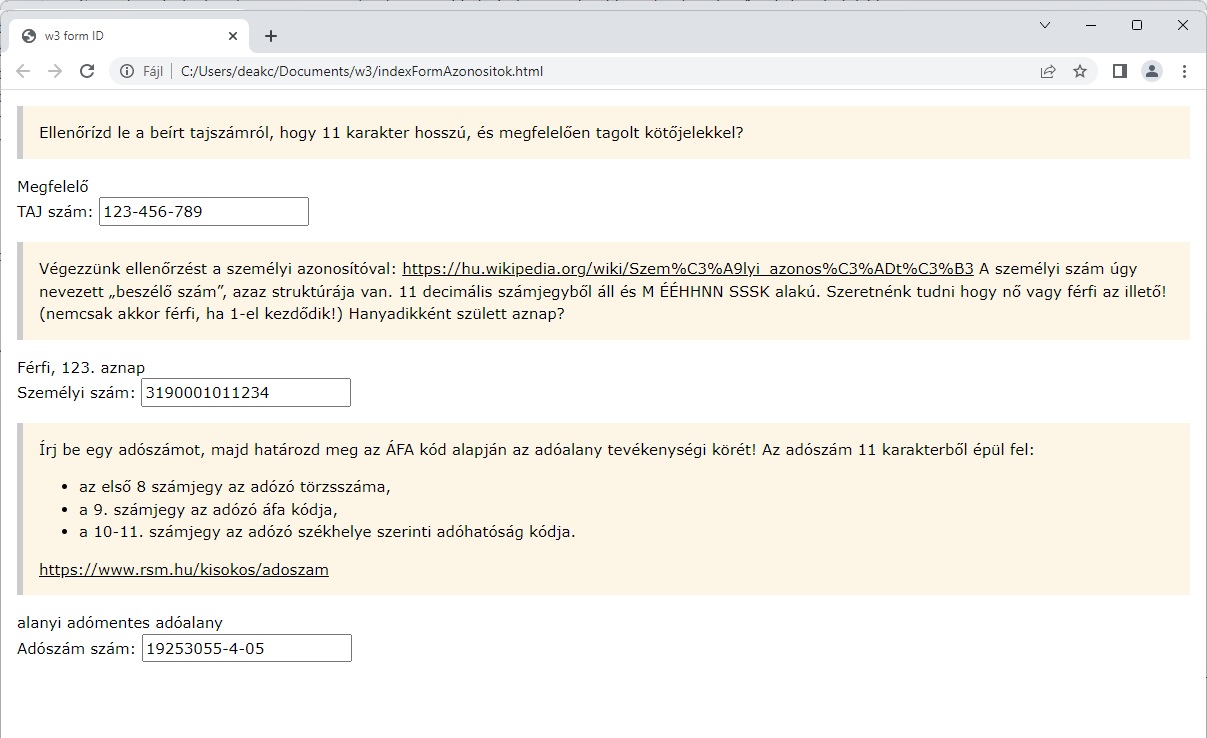 w3 form ID
Fájl
C:/Users/deakc/Documents/w3/indexFormAzonositok.html
Ellenőrízd le a beírt tajszámról, hogy 11 karakter hosszú, és megfelelően tagolt kötőjelekkel?
Megfelelő
TAJ szám: 123-456-789
Végezzünk ellenőrzést a személyi azonosítóval: https://hu.wikipedia.org/wiki/Szem%C3%A9lyi_azonos%C3%ADt%C3%B3 A személyi szám úgy
nevezett „beszélő szám”, azaz struktúrája van. 11 decimális számjegyből áll és M ÉÉHHNN SSSK alakú. Szeretnénk tudni hogy nő vagy férfi az illető!
(nemcsak akkor férfi, ha 1-el kezdődik!) Hanyadikként született aznap?
Férfi, 123. aznap
Személyi szám: 3190001011234
Írj be egy adószámot, majd határozd meg az ÁFA kód alapján az adóalany tevékenységi körét! Az adószám 11 karakterből épül fel:
• az első 8 számjegy az adózó törzsszáma,
• a 9. számjegy az adózó áfa kódja,
• a 10-11. számjegy az adózó székhelye szerinti adóhatóság kódja.
https://www.rsm.hu/kisokos/adoszam
alanyi adómentes adóalany
Adószám szám: 19253055-4-05